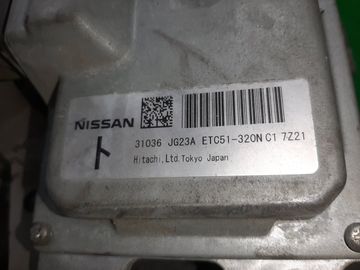 NISSAN
31036 JG23A ETC51-320N C1 7Z21
Hitachi,Ltd.Tokyo Japan